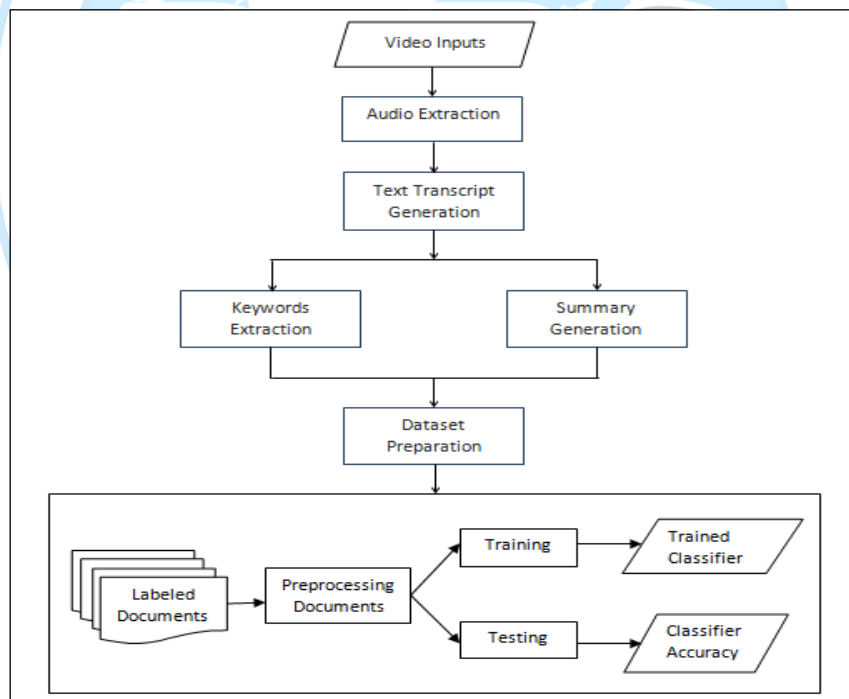 Video Inputs
Audio Extraction
Text Transcript
Generation
Keywords
Extraction
Summary
Generation
Dataset
Preparation
Labeled
Documents
Preprocessing
Documents
Training
Trained
Classifier
Testing
Classifier
Accuracy